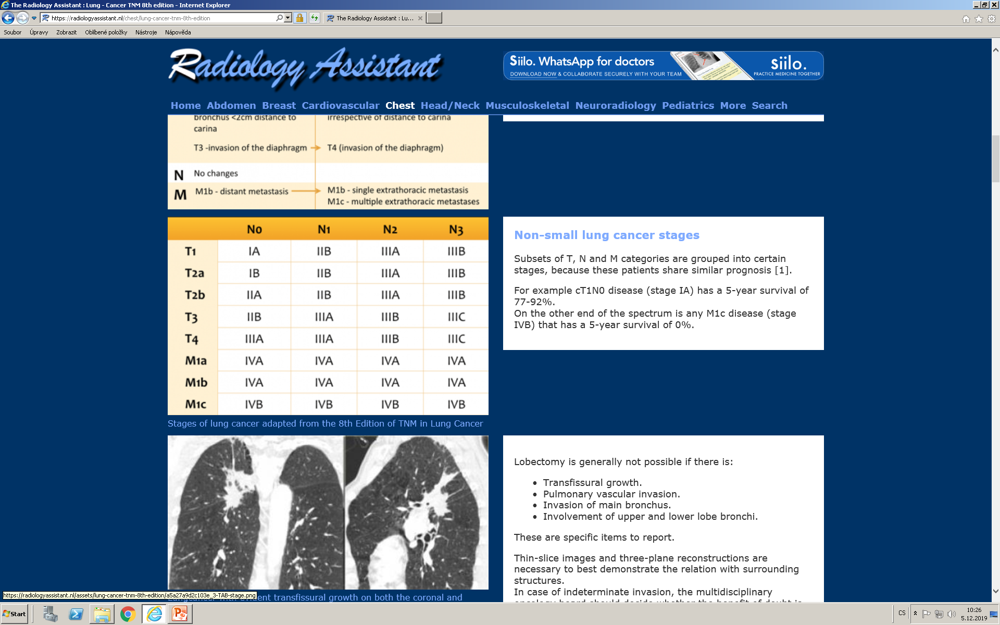 The Radiology Assistant : Lung - Cancer TNM 8th edition - Internet Explorer
https://radiologyassistant.nl/chest/lung-cancer-tnm-8th-edition
The Radiology Assistant : Lu...
Soubor Úpravy Zobrazit Oblíbené položky Nástroje Nápověda
Radiology Assistant
Siilo. WhatsApp for doctors
DOWNLOAD NOW & COLLABORATE SECURELY WITH YOUR TEAM
siilo.
PRACTICE MEDICINE TOGETHER
Home Abdomen Breast Cardiovascular Chest Head/Neck Musculoskeletal Neuroradiology Pediatrics More Search
bronchus <2cm distance to
carina
irrespective of distance to carina
T3 -invasion of the diaphragm T4 (invasion of the diaphragm)
N No changes
M M1b - distant metastasis
M1b - single extrathoracic metastasis
M1c - multiple extrathoracic metastases
N0 N1 N2 N3
T1 IA IIB IIIA IIIB
T2a IB IIB IIIA IIIB
T2b IIA IIB IIIA IIIB
T3 IIB IIIA IIIB IIIC
T4 IIIA IIIA IIIB IIIC
M1a IVA IVA IVA IVA
M1b IVA IVA IVA IVA
M1c IVB IVB IVB IVB
Stages of lung cancer adapted from the 8th Edition of TNM in Lung Cancer
Non-small lung cancer stages
Subsets of T, N and M categories are grouped into certain
stages, because these patients share similar prognosis [1].
For example cT1N0 disease (stage IA) has a 5-year survival of
77-92%.
On the other end of the spectrum is any M1c disease (stage
IVB) that has a 5-year survival of 0%.
Lobectomy is generally not possible if there is:
• Transfissural growth.
• Pulmonary vascular invasion.
• Invasion of main bronchus.
• Involvement of upper and lower lobe bronchi.
These are specific items to report.
Thin-slice images and three-plane reconstructions are
necessary to best demonstrate the relation with surrounding
structures.
In case of indeterminate invasion, the multidisciplinary
oncology board should decide whether the benefit of doubt is
transfissural growth on both the coronal and
https://radiologyassistant.nl/assets/lung-cancer-tnm-8th-edition/a5a27a9d2c103e_3-TAB-stage.png
Start
CS
10:26
5.12.2019